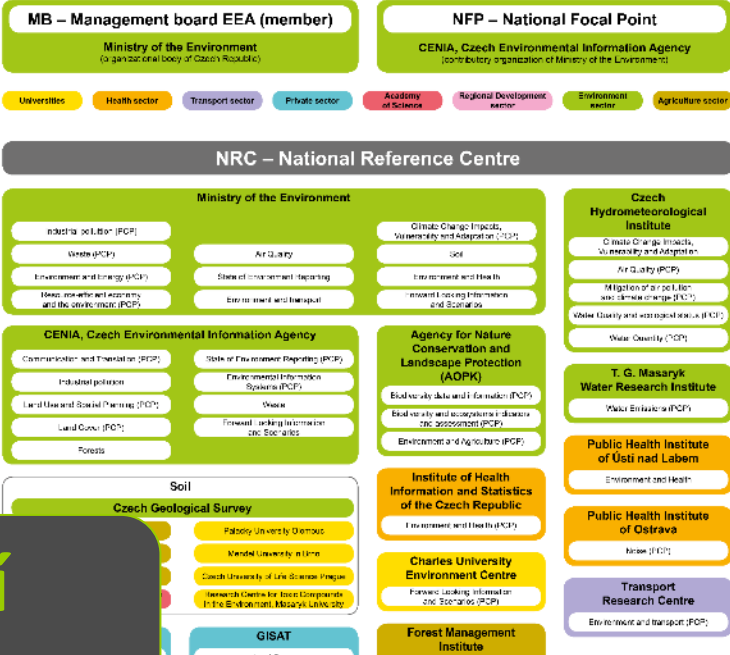 MB – Management board EEA (member)
Ministry of the Environment
(organizational body of Czech Republic)
NFP – National Focal Point
CENIA, Czech Environmental Information Agency
(contributory organization of Ministry of the Environment)
Universities
Health sector
Transport sector
Private sector
Academy
of Science
Regional Development
sector
Environment
sector
Agriculture sector
NRC – National Reference Centre
Ministry of the Environment
Industrial pollution (PCP)
Waste (PCP)
Environment and Energy (PCP)
Resource-efficient economy
and the environment (PCP)
Air Quality
State of Environment Reporting
Environment and transport
Climate Change Impacts,
Vulnerability and Adaptation (PCP)
Soil
Environment and Health
Forward Looking Information
and Scenarios
Czech
Hydrometeorological
Institute
Climate Change Impacts,
Vulnerability and Adaptation
Air Quality (PCP)
Mitigation of air pollution
and climate change (PCP)
Water Quality and ecological status (PCP)
Water Quantity (PCP)
CENIA, Czech Environmental Information Agency
Communication and Translation (PCP)
Industrial pollution
Land Use and Spatial Planning (PCP)
Land Cover (PCP)
Forests
State of Environment Reporting (PCP)
Environmental Information
Systems (PCP)
Waste
Forward Looking Information
and Scenarios
Agency for Nature
Conservation and
Landscape Protection
(AOPK)
Biodiversity data and information (PCP)
Biodiversity and ecosystems indicators
and assessment (PCP)
Environment and Agriculture (PCP)
T. G. Masaryk
Water Research Institute
Water Emissions (PCP)
Public Health Institute
of Ústí nad Labem
Environment and Health
Soil
Czech Geological Survey
Palacky University Olomouc
Mendel University in Brno
Czech University of Life Science Prague
Research Centre for Toxic Compounds
in the Environment, Masaryk University
Institute of Health
Information and Statistics
of the Czech Republic
Environment and Health (PCP)
Public Health Institute
of Ostrava
Noise (PCP)
Charles University
Environment Centre
Forward Looking Information
and Scenarios (PCP)
Transport
Research Centre
Environment and transport (PCP)
GISAT
Forest Management
Institute
Í